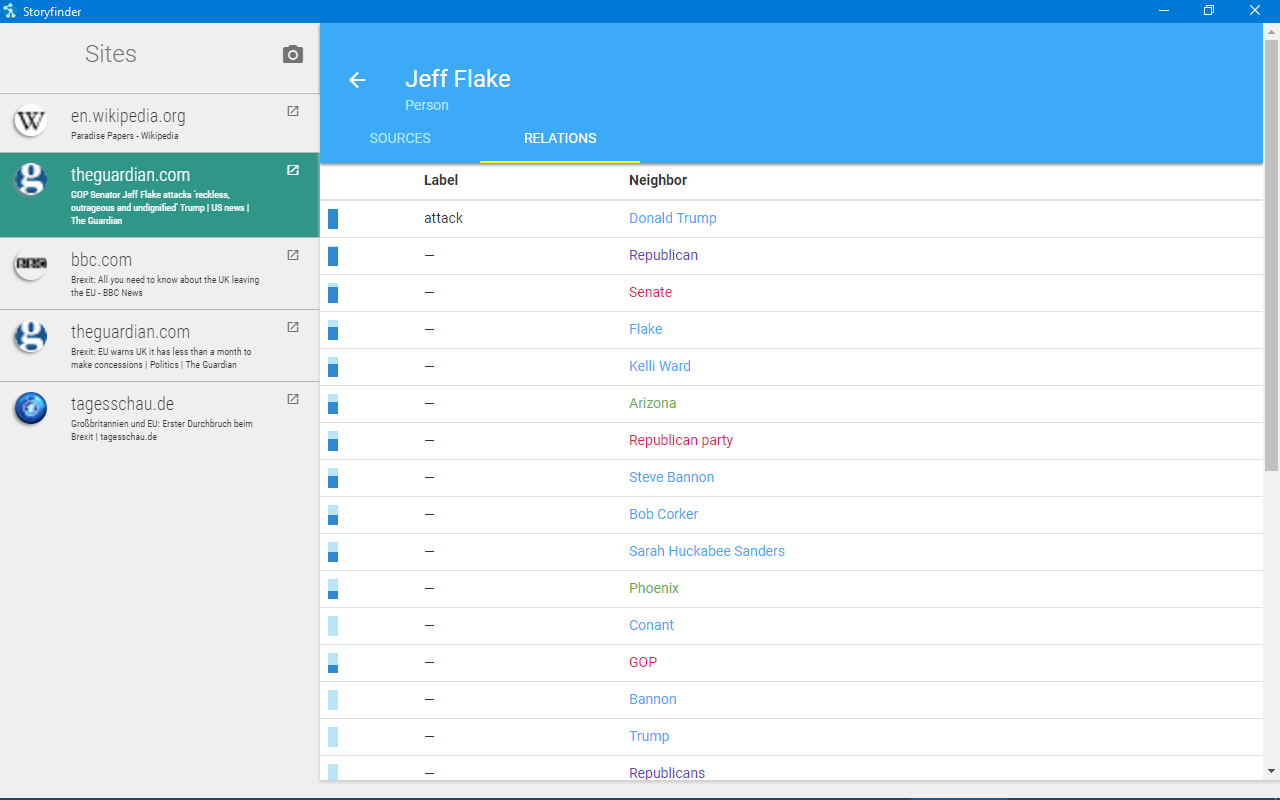 Storyfinder
Sites
en.wikipedia.org
Paradise Papers - Wikipedia
theguardian.com
GOP Senator Jeff Flake attacks 'reckless,
outrageous and undignified' Trump | US news |
The Guardian
bbc.com
Brexit: All you need to know about the UK leaving
the EU - BBC News
theguardian.com
Brexit: EU warns UK it has less than a month to
make concessions | Politics | The Guardian
tagesschau.de
Großbritannien und EU: Erster Durchbruch beim
Brexit | tagesschau.de
Jeff Flake
Person
SOURCES RELATIONS
Label Neighbor
attack Donald Trump
— Republican
— Senate
— Flake
— Kelli Ward
— Arizona
— Republican party
— Steve Bannon
— Bob Corker
— Sarah Huckabee Sanders
— Phoenix
— Conant
— GOP
— Bannon
— Trump
— Republicans